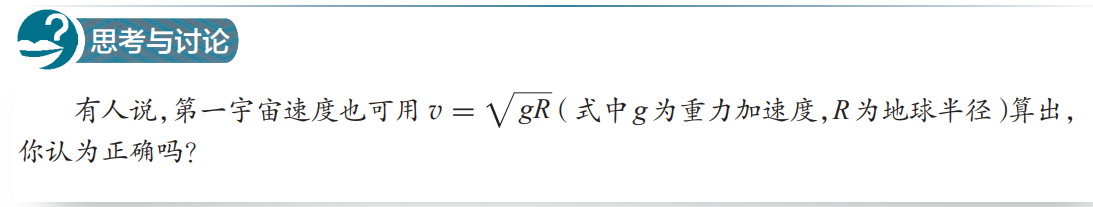 思考与讨论
有人说,第一宇宙速度也可用 v = √gR ( 式中 g 为重力加速度,R 为地球半径 )算出,
你认为正确吗?